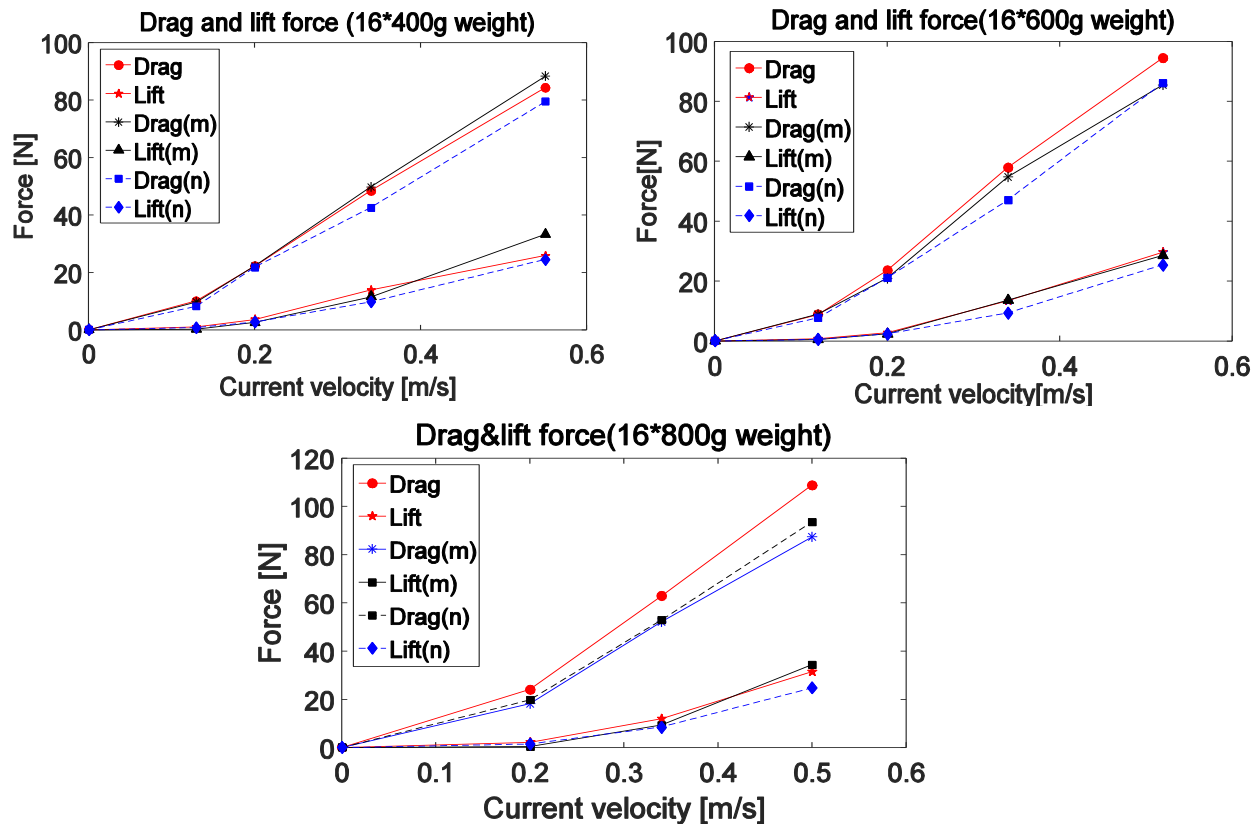 Drag and lift force (16*400g weight)
100
80
60
40
20
0
Force [N]
Drag
Lift
Drag(m)
Lift(m)
Drag(n)
Lift(n)
0
0.2
0.4
0.6
Current velocity [m/s]
Drag and lift force(16*600g weight)
100
80
60
40
20
0
Force[N]
Drag
Lift
Drag(m)
Lift(m)
Drag(n)
Lift(n)
0
0.2
0.4
0.6
Current velocity[m/s]
Drag&lift force(16*800g weight)
120
100
80
60
40
20
0
Force [N]
Drag
Lift
Drag(m)
Lift(m)
Drag(n)
Lift(n)
0
0.1
0.2
0.3
0.4
0.5
0.6
Current velocity [m/s]